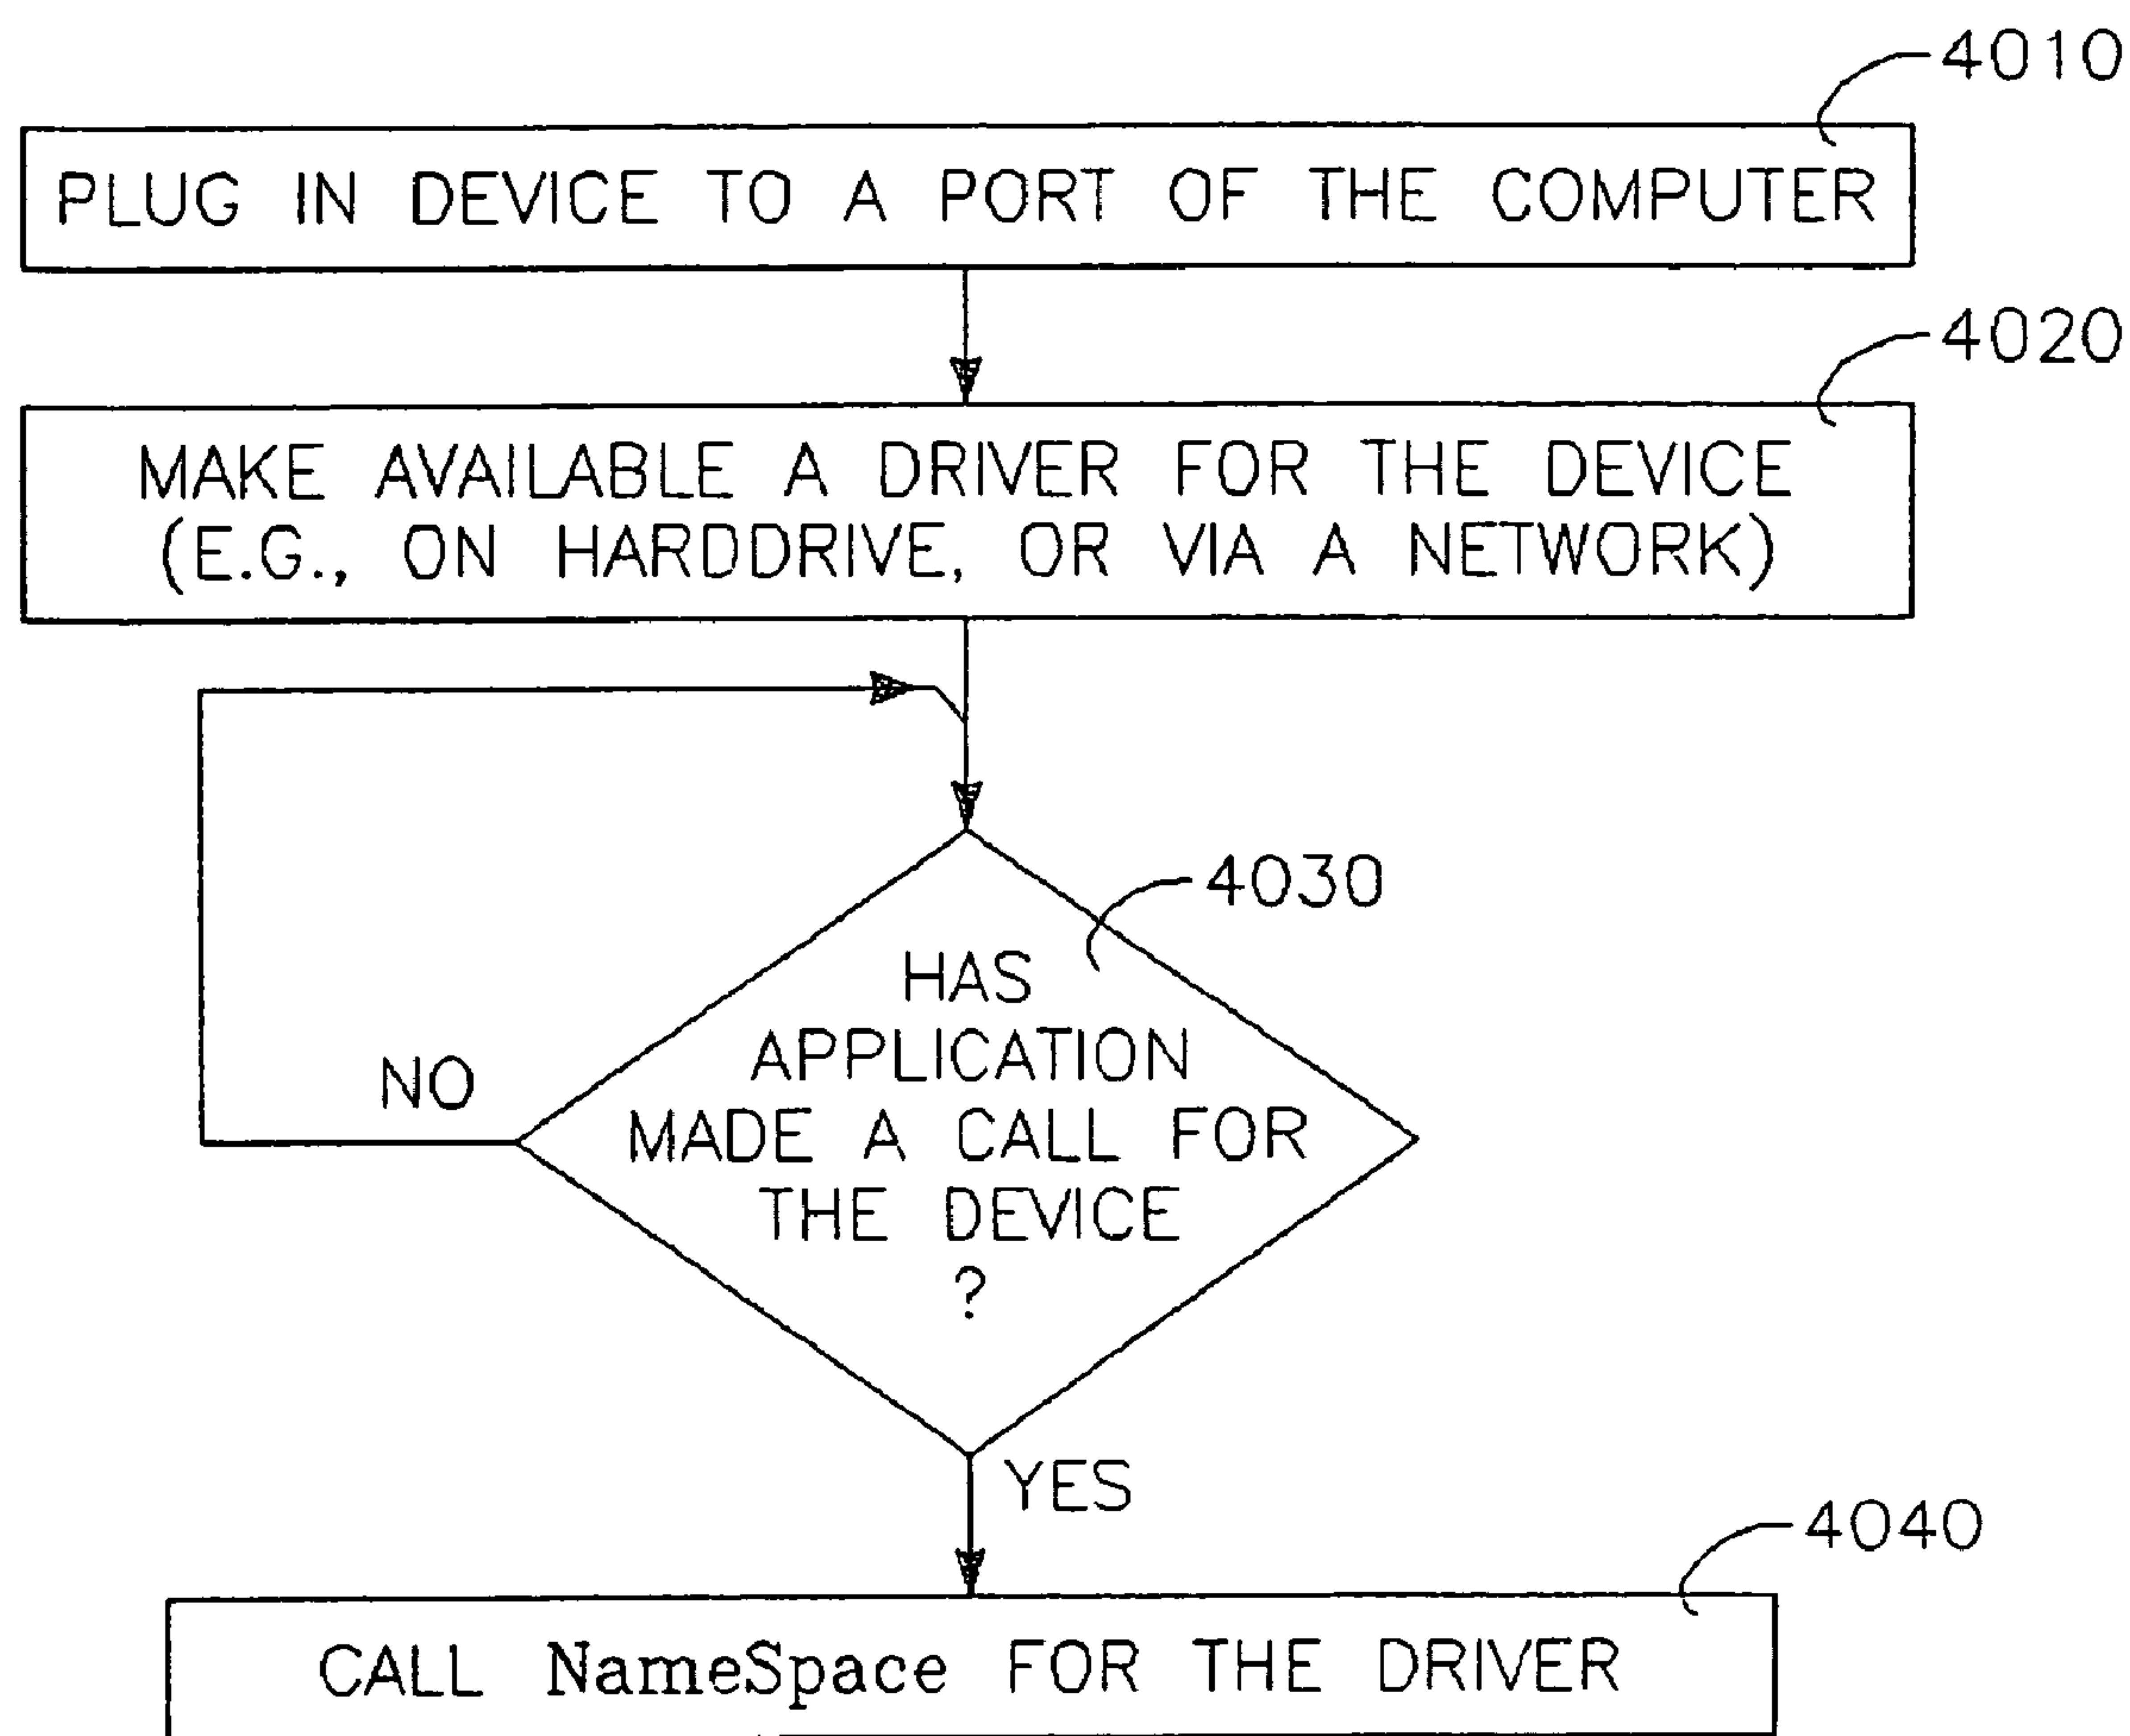 4010
PLUG IN DEVICE TO A PORT OF THE COMPUTER
4020
MAKE AVAILABLE A DRIVER FOR THE DEVICE
(E.G., ON HARDDRIVE, OR VIA A NETWORK)
4030
HAS
APPLICATION
MADE A CALL FOR
THE DEVICE
?
NO
YES
4040
CALL NameSpace FOR THE DRIVER